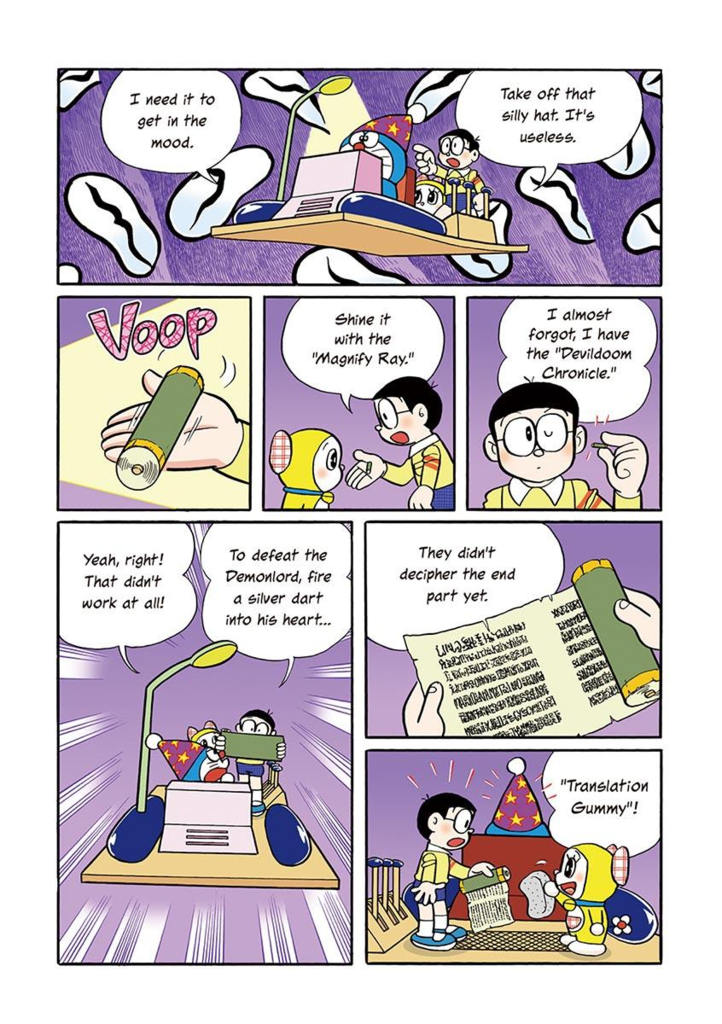 Take off that
silly hat. It's
useless.
I need it to
get in the
mood.
I almost
forgot, I have
the "Devildoom
Chronicle."
Shine it
with the
"Magnify Ray."
Voop
They didn't
decipher the end
part yet.
"Translation
Gummy"!
To defeat the
Demonlord, fire
a silver dart
into his heart...
Yeah, right!
That didn't
work at all!